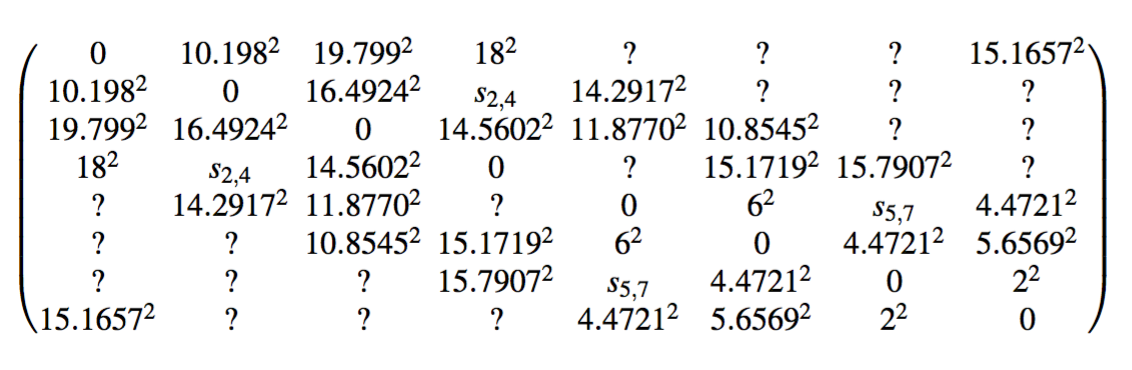 0 10.198² 19.799² 18² ? ? ? 15.1657²
10.198² 0 16.4924² s₂,₄ 14.2917² ? ? ?
19.799² 16.4924² 0 14.5602² 11.8770² 10.8545² ? ?
18² s₂,₄ 14.5602² 0 ? 15.1719² 15.7907² ?
? 14.2917² 11.8770² ? 0 6² s₅,₇ 4.4721²
? ? 10.8545² 15.1719² 6² 0 4.4721² 5.6569²
? ? ? 15.7907² s₅,₇ 4.4721² 0 2²
15.1657² ? ? ? 4.4721² 5.6569² 2² 0